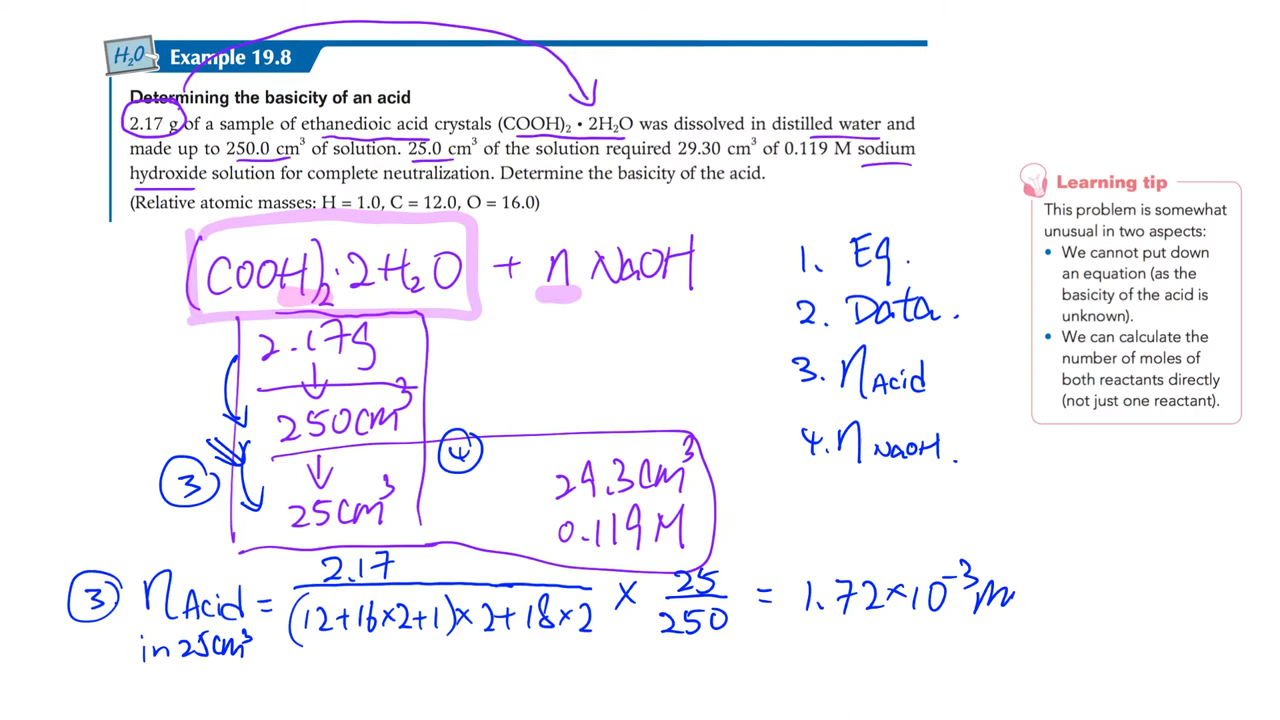 H₂O Example 19.8
Determining the basicity of an acid
2.17 g of a sample of ethanedioic acid crystals (COOH)₂ • 2H₂O was dissolved in distilled water and
made up to 250.0 cm³ of solution. 25.0 cm³ of the solution required 29.30 cm³ of 0.119 M sodium
hydroxide solution for complete neutralization. Determine the basicity of the acid.
(Relative atomic masses: H = 1.0, C = 12.0, O = 16.0)
Learning tip
This problem is somewhat
unusual in two aspects:
• We cannot put down
an equation (as the
basicity of the acid is
unknown).
• We can calculate the
number of moles of
both reactants directly
(not just one reactant).
(COOH)₂·2H₂O + n NaOH
1. Eq.
2. Data.
3. n Acid
4. n NaOH.
2.17g
250cm³
25cm³
3
4
29.3cm³
0.119M
3 n Acid = 2.17 / (12+16×2+1)×2+18×2 × 25/250 = 1.72×10⁻³ m
in 25cm³